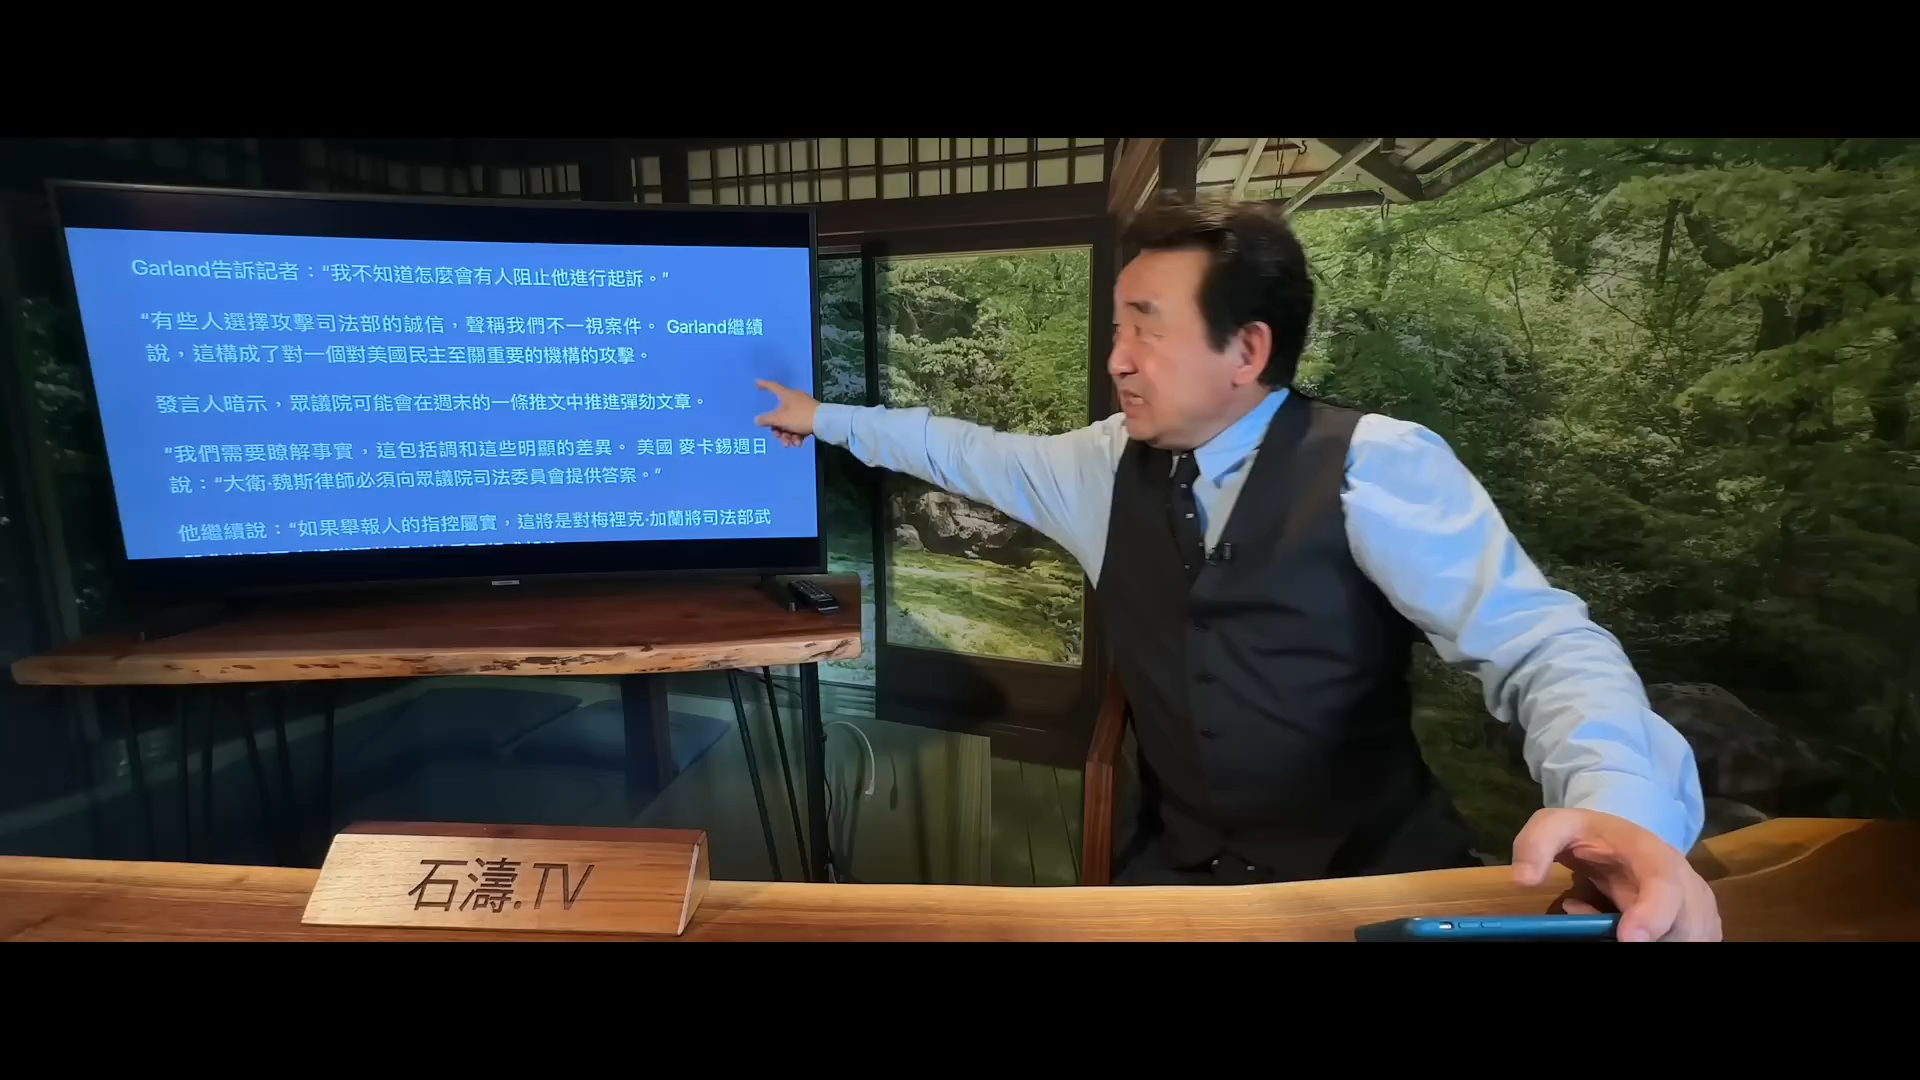 Garland告訴記者：“我不知道怎麼會有人阻止他進行起訴。”
“有些人選擇攻擊司法部的誠信，聲稱我們不一視案件。 Garland繼續
說，這構成了對一個對美國民主至關重要的機構的攻擊。
發言人暗示，眾議院可能會在週末的一條推文中推進彈劾文章。
“我們需要瞭解事實，這包括調和這些明顯的差異。 美國 麥卡錫週日
說：“大衛·魏斯律師必須向眾議院司法委員會提供答案。”
他繼續說：“如果舉報人的指控屬實，這將是對梅裡克·加蘭將司法部武
石濤.TV